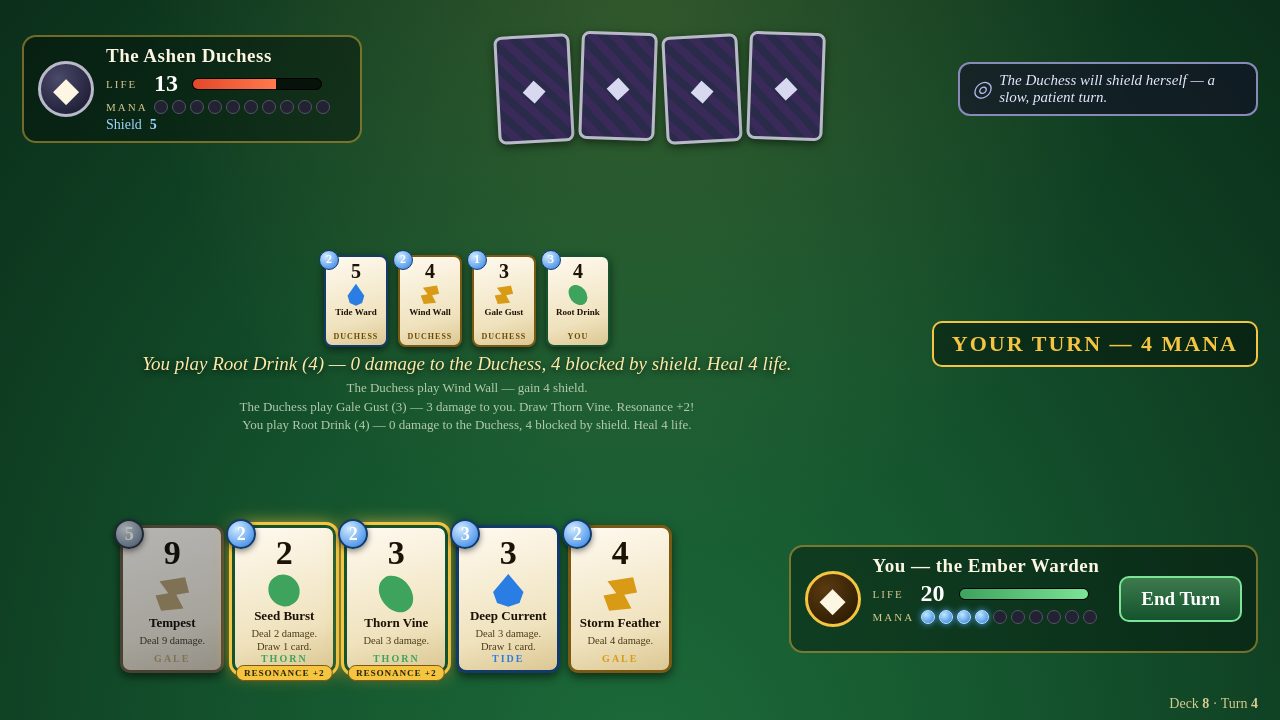 The Ashen Duchess
LIFE 13
MANA
Shield 5
The Duchess will shield herself — a
slow, patient turn.
2
5
Tide Ward
DUCHESS
2
4
Wind Wall
DUCHESS
1
3
Gale Gust
DUCHESS
3
4
Root Drink
YOU
You play Root Drink (4) — 0 damage to the Duchess, 4 blocked by shield. Heal 4 life.
The Duchess play Wind Wall — gain 4 shield.
The Duchess play Gale Gust (3) — 3 damage to you. Draw Thorn Vine. Resonance +2!
You play Root Drink (4) — 0 damage to the Duchess, 4 blocked by shield. Heal 4 life.
YOUR TURN — 4 MANA
5
9
Tempest
Deal 9 damage.
GALE
2
2
Seed Burst
Deal 2 damage.
Draw 1 card.
THORN
RESONANCE +2
2
3
Thorn Vine
Deal 3 damage.
THORN
RESONANCE +2
3
3
Deep Current
Deal 3 damage.
Draw 1 card.
TIDE
2
4
Storm Feather
Deal 4 damage.
GALE
You — the Ember Warden
LIFE 20
MANA
End Turn
Deck 8 · Turn 4